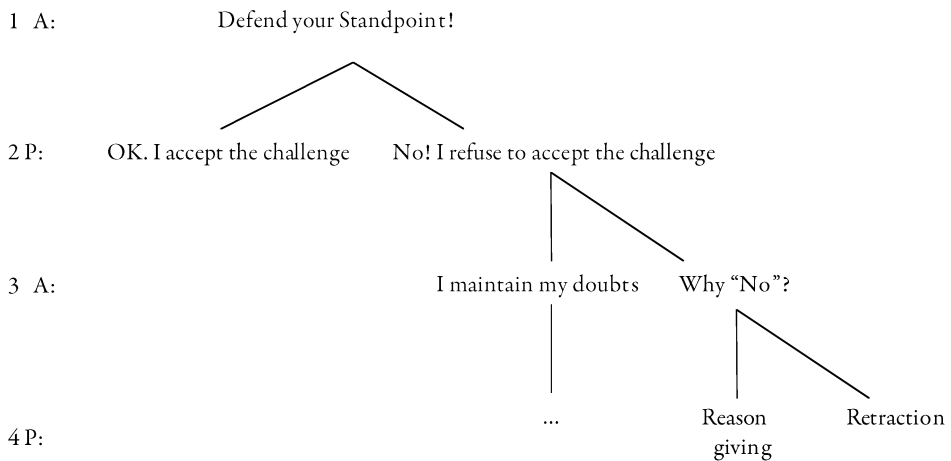 1 A: Defend your Standpoint!
2 P: OK. I accept the challenge No! I refuse to accept the challenge
3 A: I maintain my doubts Why “No”?
... Reason Retraction
4 P: giving